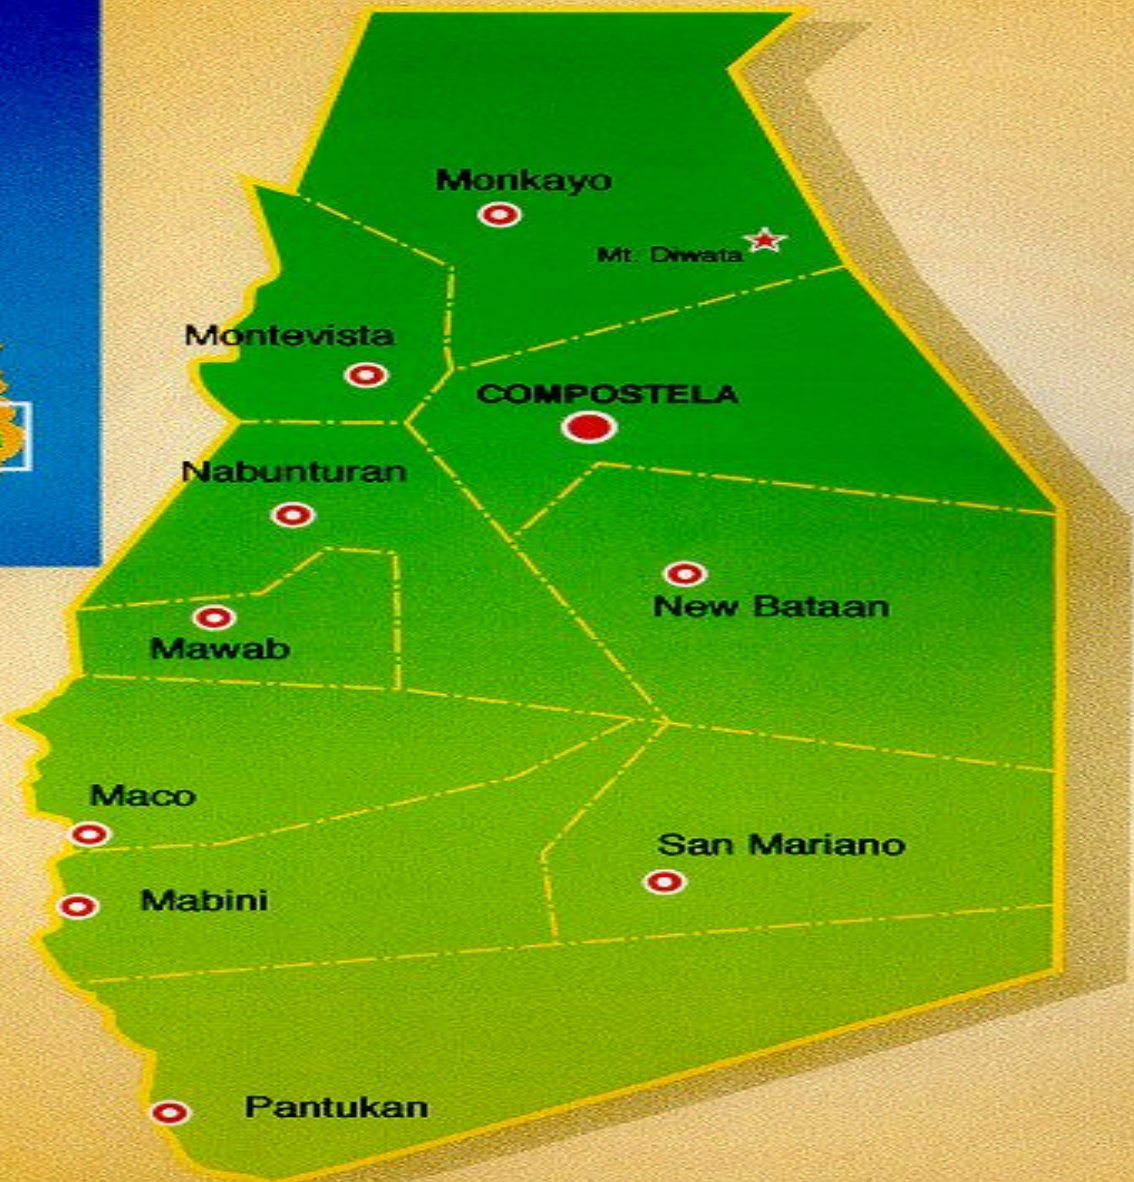 Monkayo
Mt. Diwata
Montevista
COMPOSTELA
Nabunturan
New Bataan
Mawab
Maco
San Mariano
Mabini
Pantukan